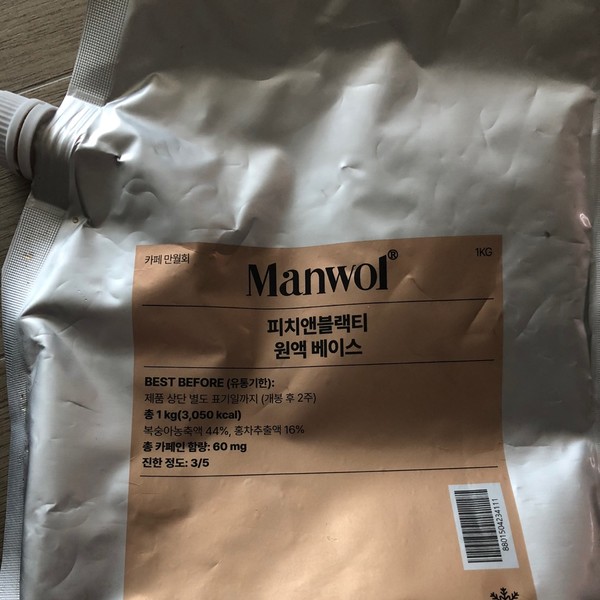 카페 만월회
Manwol®
1KG
피치앤블랙티
원액 베이스
BEST BEFORE (유통기한):
제품 상단 별도 표기일까지 (개봉 후 2주)
총 1 kg(3,050 kcal)
복숭아농축액 44%, 홍차추출액 16%
총 카페인 함량: 60 mg
진한 정도: 3/5
8801504234111